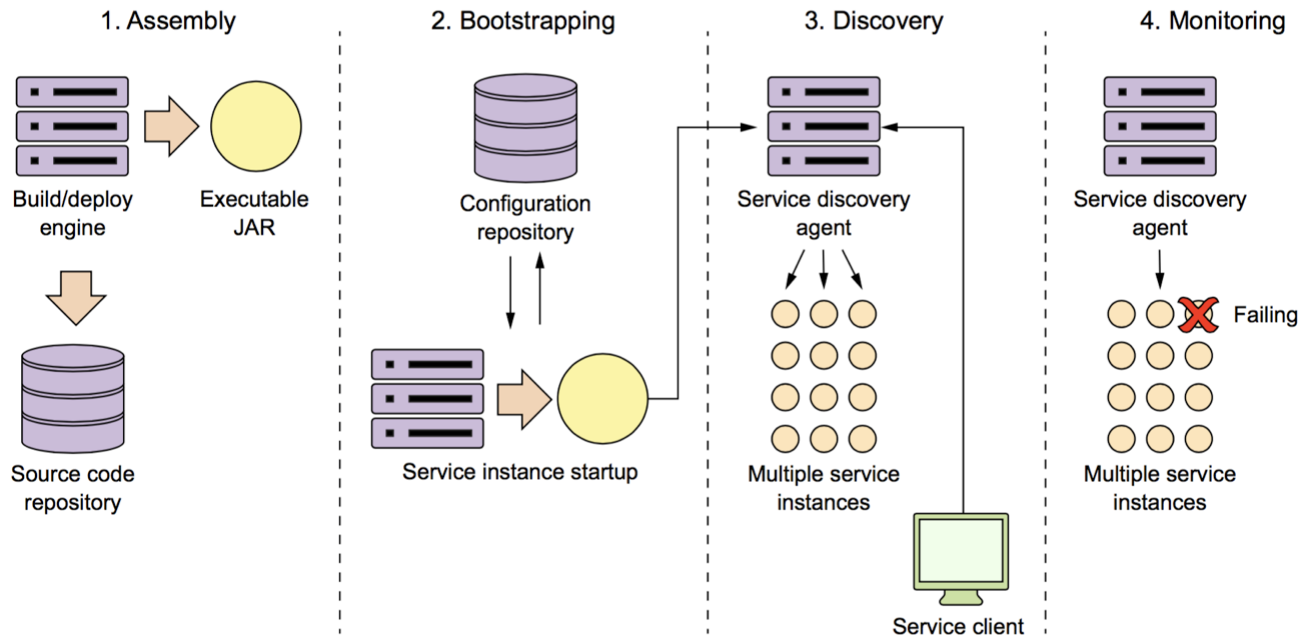 1. Assembly
Build/deploy
engine
Executable
JAR
Source code
repository
2. Bootstrapping
Configuration
repository
Service instance startup
3. Discovery
Service discovery
agent
Multiple service
instances
Service client
4. Monitoring
Service discovery
agent
Failing
Multiple service
instances